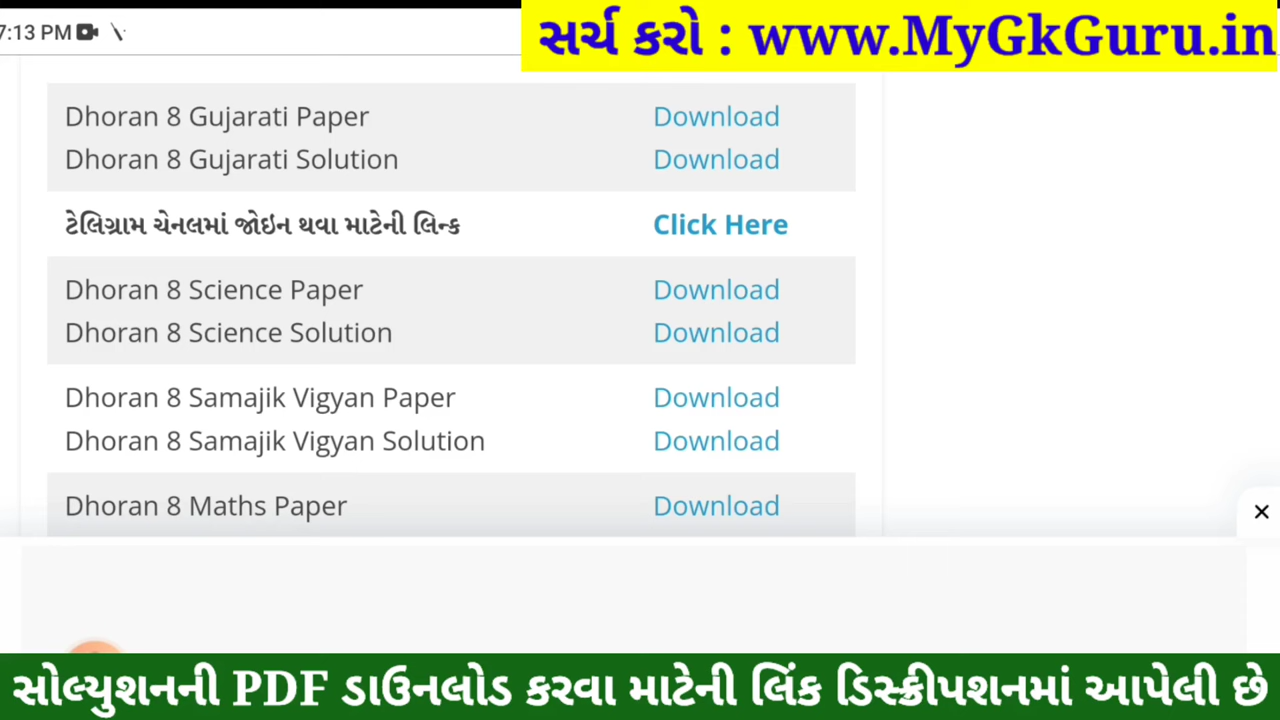 7:13 PM
સર્ચ કરો : www.MyGkGuru.in
Dhoran 8 Gujarati Paper Download
Dhoran 8 Gujarati Solution Download
ટેલિગ્રામ ચેનલમાં જોઇન થવા માટેની લિન્ક Click Here
Dhoran 8 Science Paper Download
Dhoran 8 Science Solution Download
Dhoran 8 Samajik Vigyan Paper Download
Dhoran 8 Samajik Vigyan Solution Download
Dhoran 8 Maths Paper Download
સોલ્યુશનની PDF ડાઉનલોડ કરવા માટેની લિંક ડિસ્ક્રીપશનમાં આપેલી છે